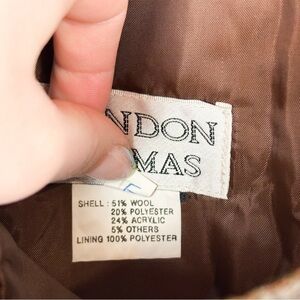 NDON
MAS
SHELL : 51% WOOL
20% POLYESTER
24% ACRYLIC
5% OTHERS
LINING 100% POLYESTER